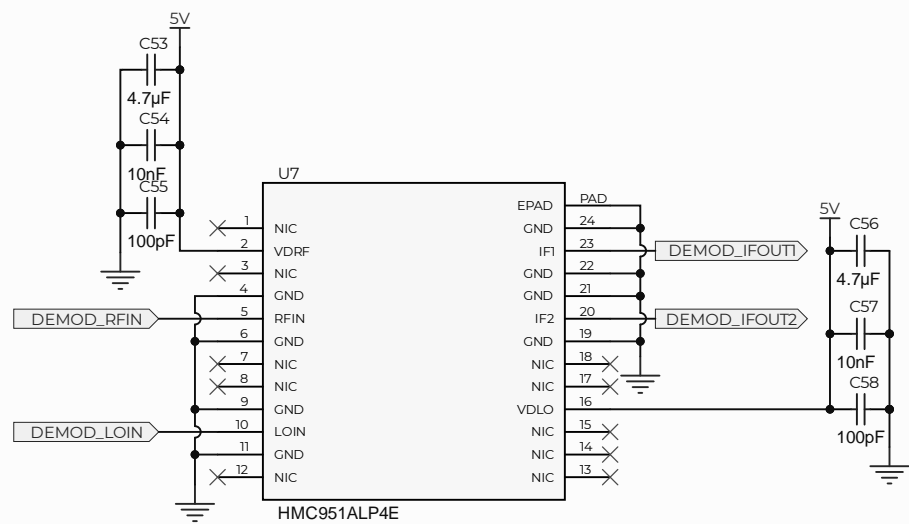 5V
C53
4.7µF
C54
10nF
C55
100pF
U7
1 NIC
2 VDRF
3 NIC
4 GND
DEMOD_RFIN 5 RFIN
6 GND
7 NIC
8 NIC
9 GND
DEMOD_LOIN 10 LOIN
11 GND
12 NIC
EPAD PAD
GND 24
IF1 23 DEMOD_IFOUT1
GND 22
GND 21
IF2 20 DEMOD_IFOUT2
GND 19
NIC 18
NIC 17
VDLO 16
NIC 15
NIC 14
NIC 13
HMC951ALP4E
5V
C56
4.7µF
C57
10nF
C58
100pF